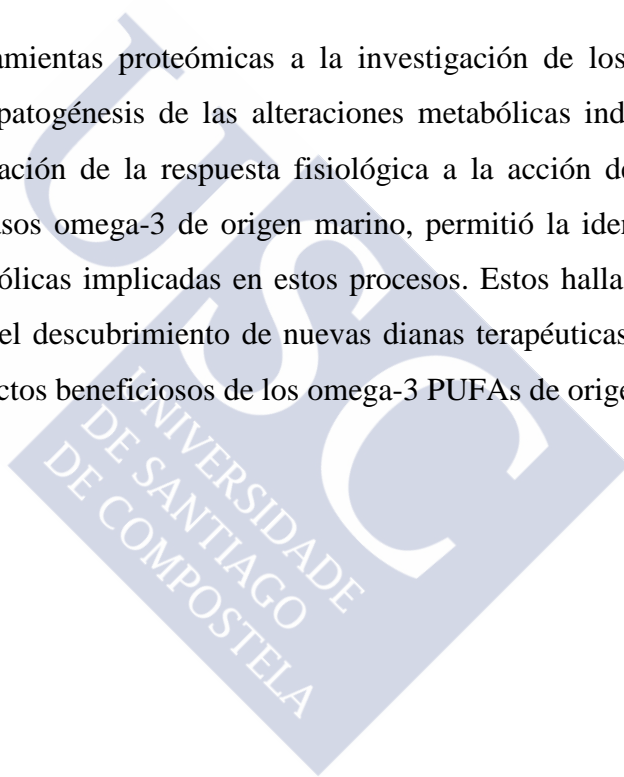 amientas proteómicas a la investigación de los
patogénesis de las alteraciones metabólicas ind
ación de la respuesta fisiológica a la acción d
asos omega-3 de origen marino, permitió la iden
ólicas implicadas en estos procesos. Estos halla
el descubrimiento de nuevas dianas terapéuticas
ctos beneficiosos de los omega-3 PUFAs de orige
USC
UNIVERSIDADE
DE SANTIAGO
DE COMPOSTELA